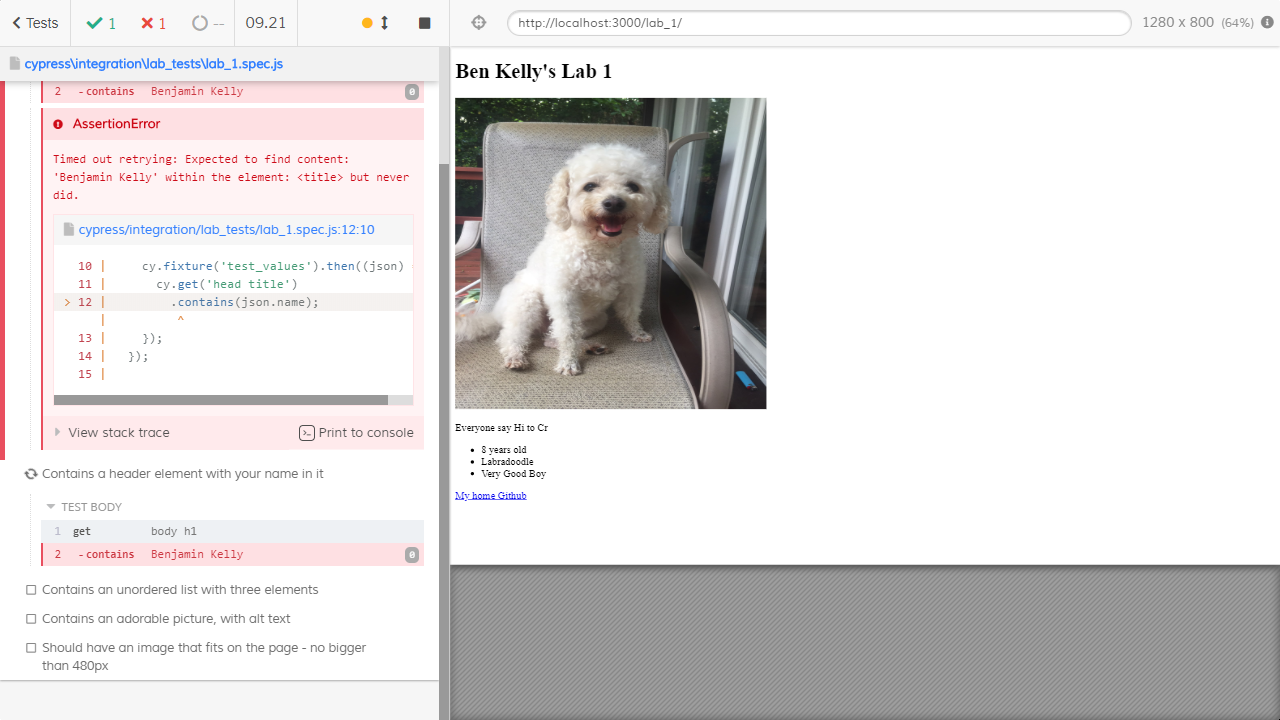 Tests 1 1 -- 09.21
http://localhost:3000/lab_1/ 1280 x 800 (64%)
cypress\integration\lab_tests\lab_1.spec.js
2 -contains Benjamin Kelly 0
AssertionError
Timed out retrying: Expected to find content:
'Benjamin Kelly' within the element: <title> but never
did.
cypress/integration/lab_tests/lab_1.spec.js:12:10
10 | cy.fixture('test_values').then((json)
11 | cy.get('head title')
> 12 | .contains(json.name);
| ^
13 | });
14 | });
15 |
View stack trace Print to console
Contains a header element with your name in it
TEST BODY
1 get body h1
2 -contains Benjamin Kelly 0
Contains an unordered list with three elements
Contains an adorable picture, with alt text
Should have an image that fits on the page - no bigger
than 480px
Ben Kelly's Lab 1
Everyone say Hi to Cr
8 years old
Labradoodle
Very Good Boy
My home Github